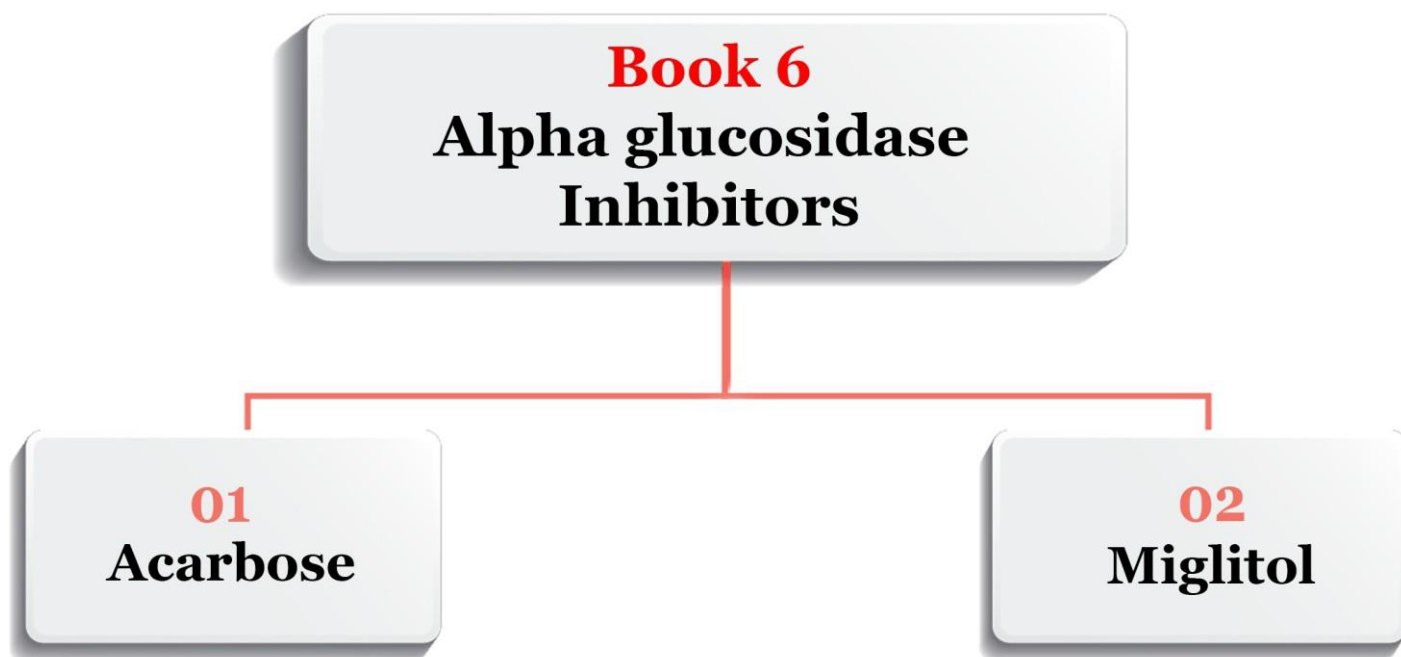 Book 6
Alpha glucosidase
Inhibitors
01
Acarbose
02
Miglitol